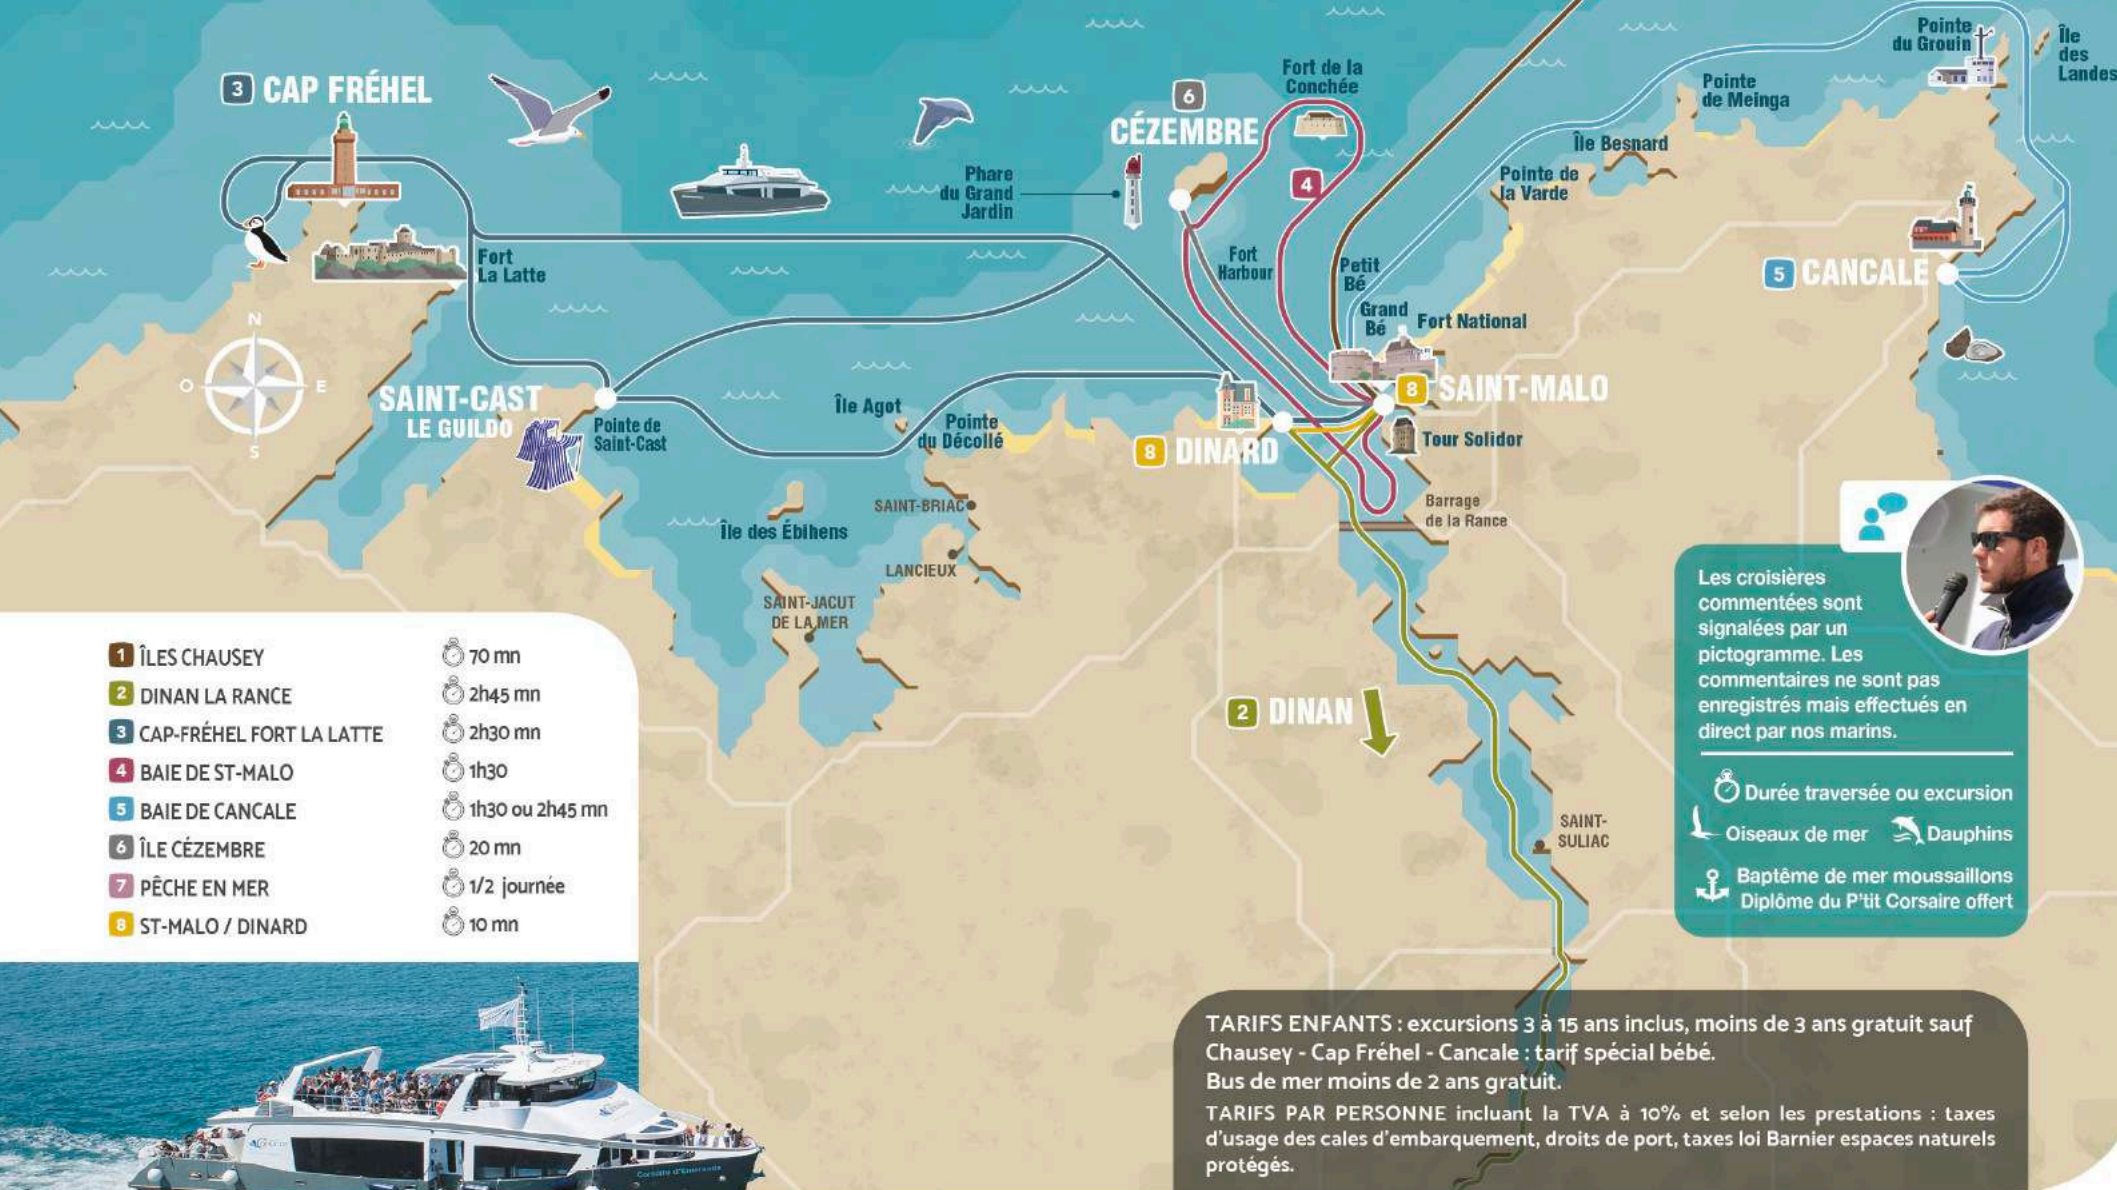 3 CAP FRÉHEL
6
CÉZEMBRE
Fort de la
Conchée
Pointe
du Grouin
Île
des
Landes
Pointe
de Meinga
Île Besnard
Pointe de
la Varde
Phare
du Grand
Jardin
4
Fort
La Latte
Fort
Harbour
Petit
Bé
Grand
Bé
Fort National
5 CANCALE
N
O
E
S
SAINT-CAST
LE GUILDO
Pointe de
Saint-Cast
Île Agot
Pointe
du Décollé
8 DINARD
8 SAINT-MALO
Tour Solidor
Barrage
de la Rance
SAINT-BRIAC
Île des Ébihens
LANCIEUX
SAINT-JACUT
DE LA MER
2 DINAN
SAINT-
SULIAC
1 ÎLES CHAUSEY 70 mn
2 DINAN LA RANCE 2h45 mn
3 CAP-FRÉHEL FORT LA LATTE 2h30 mn
4 BAIE DE ST-MALO 1h30
5 BAIE DE CANCALE 1h30 ou 2h45 mn
6 ÎLE CÉZEMBRE 20 mn
7 PÊCHE EN MER 1/2 journée
8 ST-MALO / DINARD 10 mn
Les croisières
commentées sont
signalées par un
pictogramme. Les
commentaires ne sont pas
enregistrés mais effectués en
direct par nos marins.
Durée traversée ou excursion
Oiseaux de mer Dauphins
Baptême de mer moussaillons
Diplôme du P'tit Corsaire offert
TARIFS ENFANTS : excursions 3 à 15 ans inclus, moins de 3 ans gratuit sauf
Chausey - Cap Fréhel - Cancale : tarif spécial bébé.
Bus de mer moins de 2 ans gratuit.
TARIFS PAR PERSONNE incluant la TVA à 10% et selon les prestations : taxes
d'usage des cales d'embarquement, droits de port, taxes loi Barnier espaces naturels
protégés.
Corsaire d'Emeraude